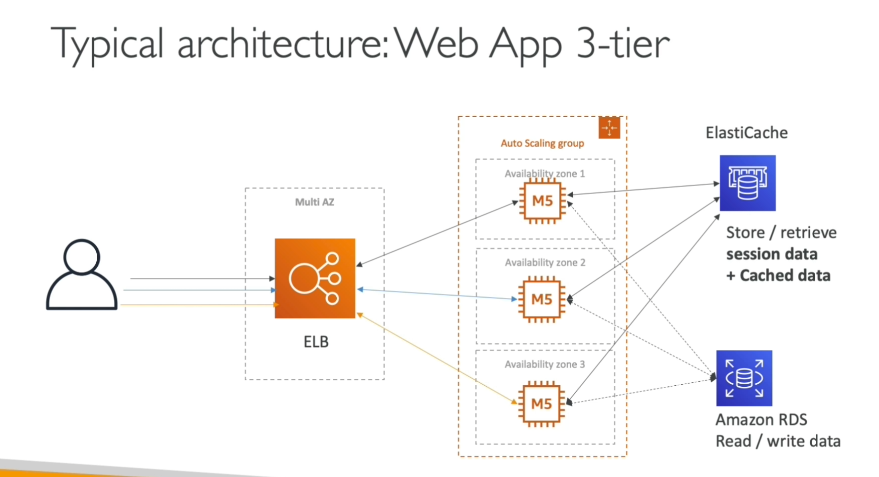 Typical architecture: Web App 3-tier
ElastiCache
Auto Scaling group
Availability zone 1
M5
Multi AZ
Store / retrieve
session data
+ Cached data
Availability zone 2
M5
ELB
Availability zone 3
M5
Amazon RDS
Read / write data